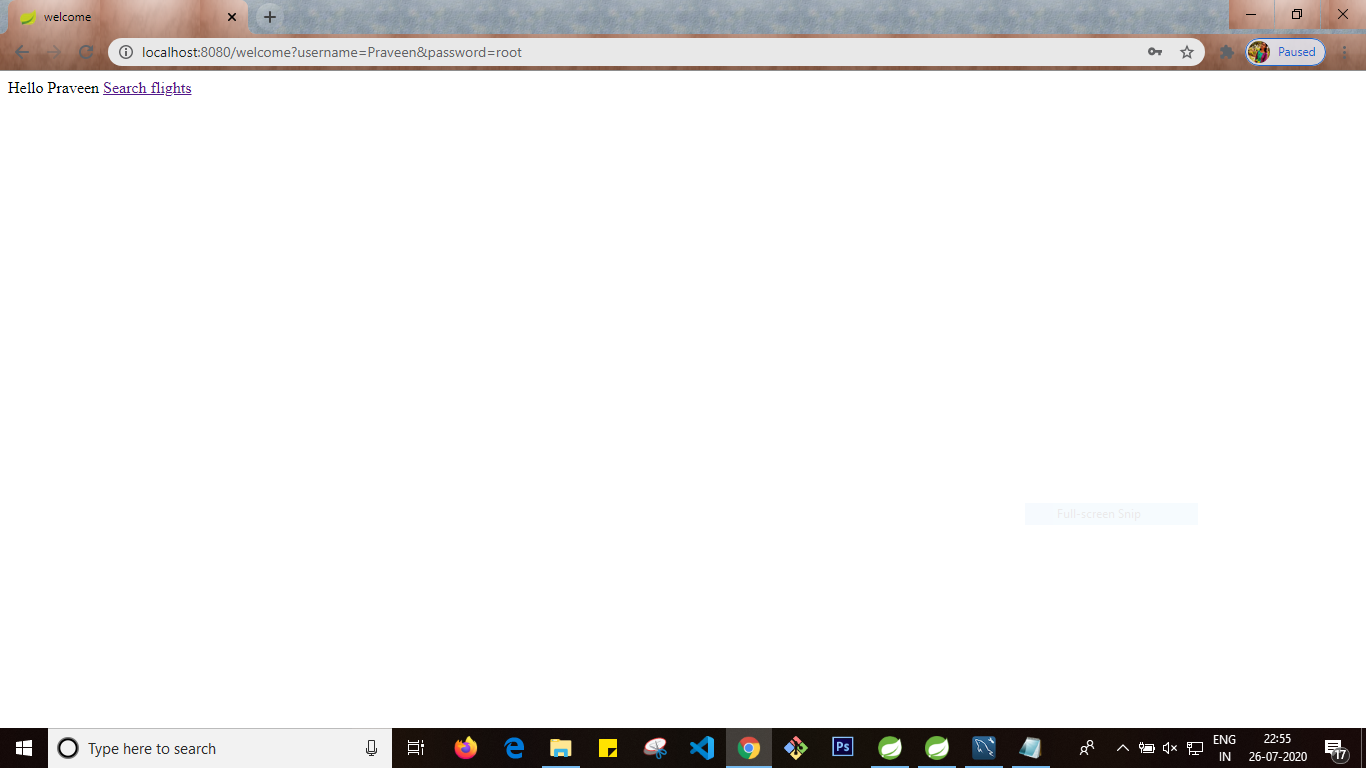 welcome
localhost:8080/welcome?username=Praveen&password=root
Paused
Hello Praveen Search flights
Full-screen Snip
Type here to search
Ps
ENG
IN
22:55
26-07-2020
17